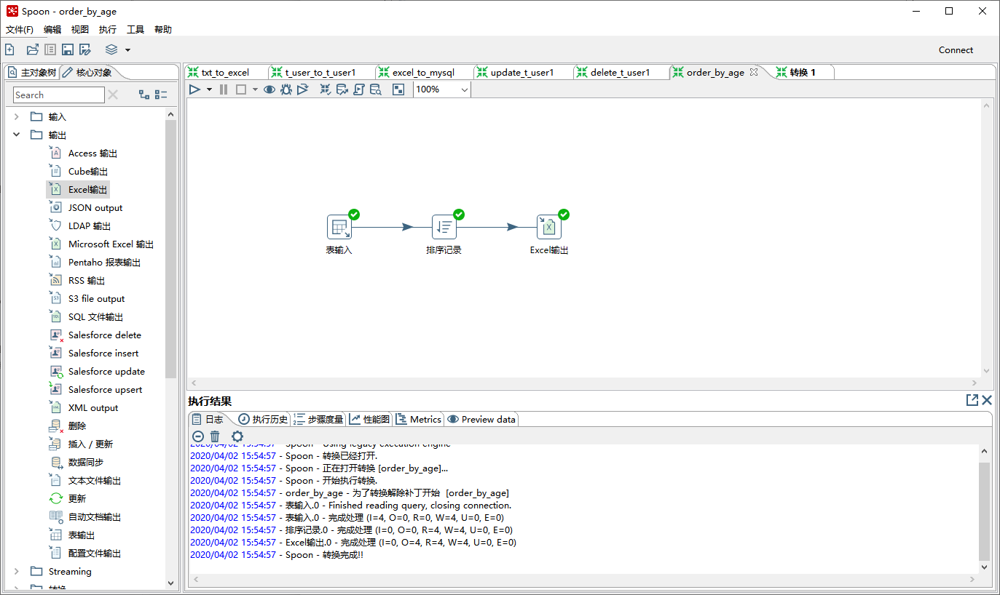 Spoon - order_by_age
文件(F) 编辑 视图 执行 工具 帮助
Connect
主对象树 核心对象
txt_to_excel t_user_to_t_user1 excel_to_mysql update_t_user1 delete_t_user1 order_by_age 转换 1
Search
100%
输入
输出
Access 输出
Cube输出
Excel输出
JSON output
LDAP 输出
Microsoft Excel 输出
Pentaho 报表输出
RSS 输出
S3 file output
SQL 文件输出
Salesforce delete
Salesforce insert
Salesforce update
Salesforce upsert
XML output
删除
插入 / 更新
数据同步
文本文件输出
更新
自动文档输出
表输出
配置文件输出
Streaming
转换
表输入 排序记录 Excel输出
执行结果
日志 执行历史 步骤度量 性能图 Metrics Preview data
2020/04/02 15:54:57 - Spoon - Using legacy execution engine
2020/04/02 15:54:57 - Spoon - 转换已经打开.
2020/04/02 15:54:57 - Spoon - 正在打开转换 [order_by_age]...
2020/04/02 15:54:57 - Spoon - 开始执行转换.
2020/04/02 15:54:57 - order_by_age - 为了转换解除补丁开始  [order_by_age]
2020/04/02 15:54:57 - 表输入.0 - Finished reading query, closing connection.
2020/04/02 15:54:57 - 表输入.0 - 完成处理 (I=4, O=0, R=0, W=4, U=0, E=0)
2020/04/02 15:54:57 - 排序记录.0 - 完成处理 (I=0, O=0, R=4, W=4, U=0, E=0)
2020/04/02 15:54:57 - Excel输出.0 - 完成处理 (I=0, O=4, R=4, W=4, U=0, E=0)
2020/04/02 15:54:57 - Spoon - 转换完成!!